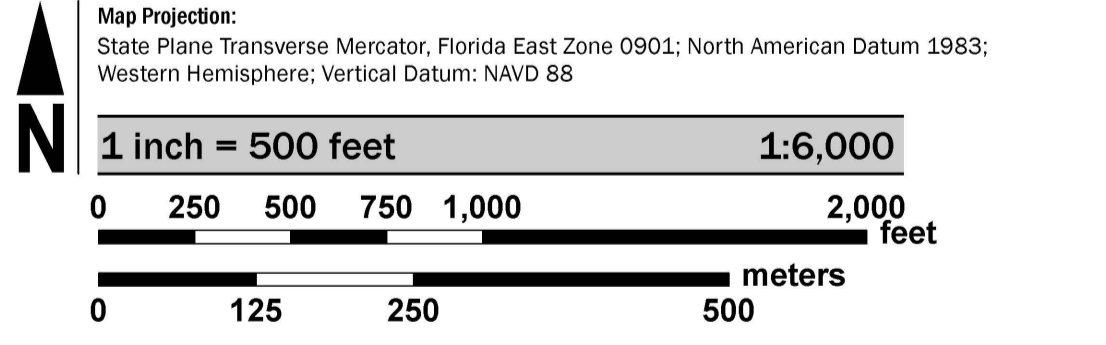 Map Projection:
State Plane Transverse Mercator, Florida East Zone 0901; North American Datum 1983;
Western Hemisphere; Vertical Datum: NAVD 88
N
1 inch = 500 feet 1:6,000
0 250 500 750 1,000 2,000
feet
meters
0 125 250 500